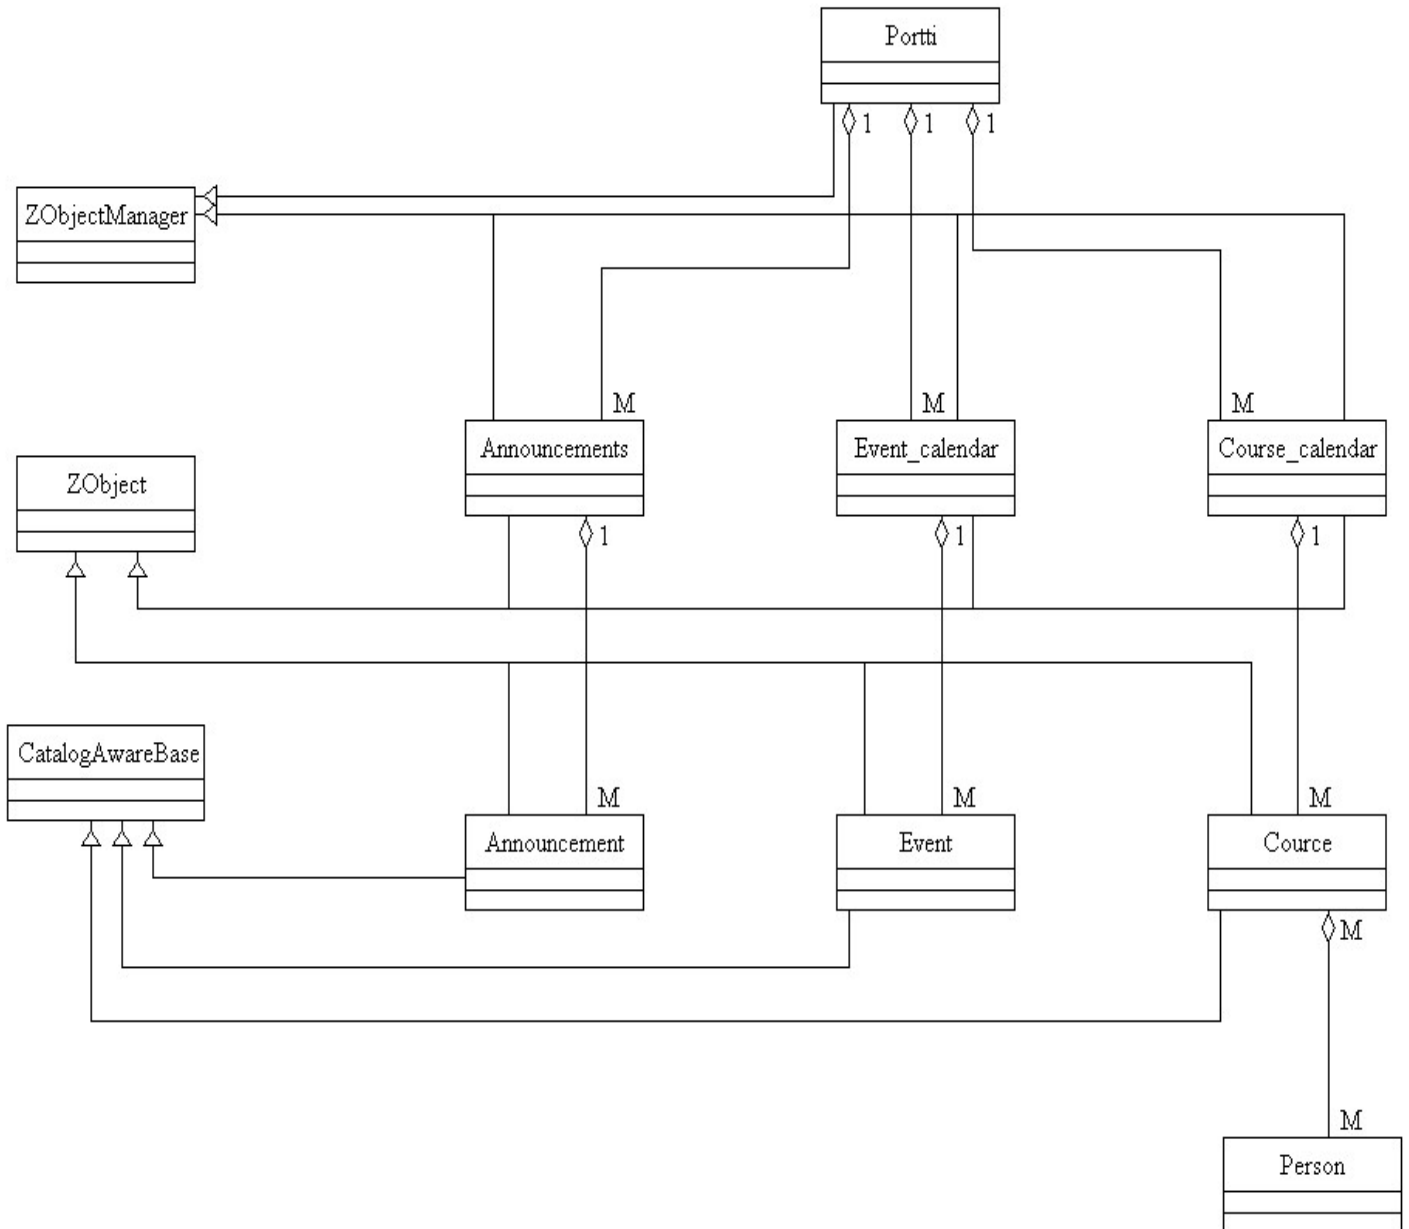 Portti
1
1
1
ZObjectManager
M
M
M
Announcements
Event_calendar
Course_calendar
ZObject
1
1
1
CatalogAwareBase
M
M
M
Announcement
Event
Cource
M
M
Person